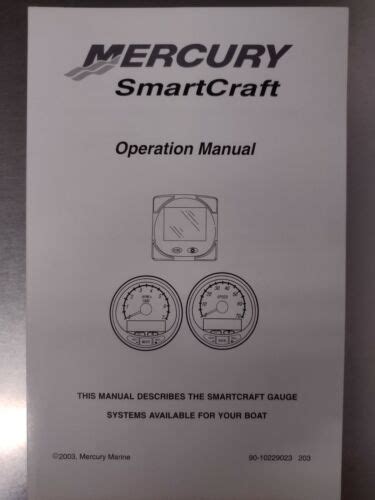 MERCURY
SmartCraft
Operation Manual
THIS MANUAL DESCRIBES THE SMARTCRAFT GAUGE
SYSTEMS AVAILABLE FOR YOUR BOAT
©2003, Mercury Marine 90-10229023 203